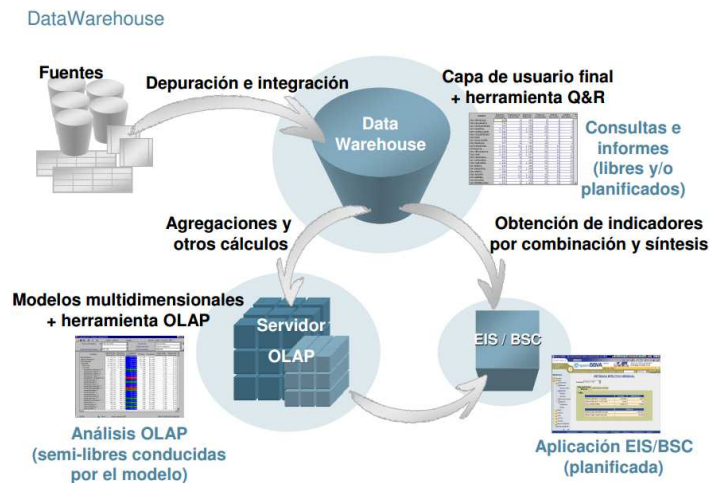 DataWarehouse
Fuentes
Depuración e integración
Capa de usuario final
+ herramienta Q&R
Data
Warehouse
Consultas e
informes
(libres y/o
planificados)
Agregaciones y
otros cálculos
Obtención de indicadores
por combinación y síntesis
Modelos multidimensionales
+ herramienta OLAP
Servidor
OLAP
EIS / BSC
BBVA
Análisis OLAP
(semi-libres conducidas
por el modelo)
Aplicación EIS/BSC
(planificada)